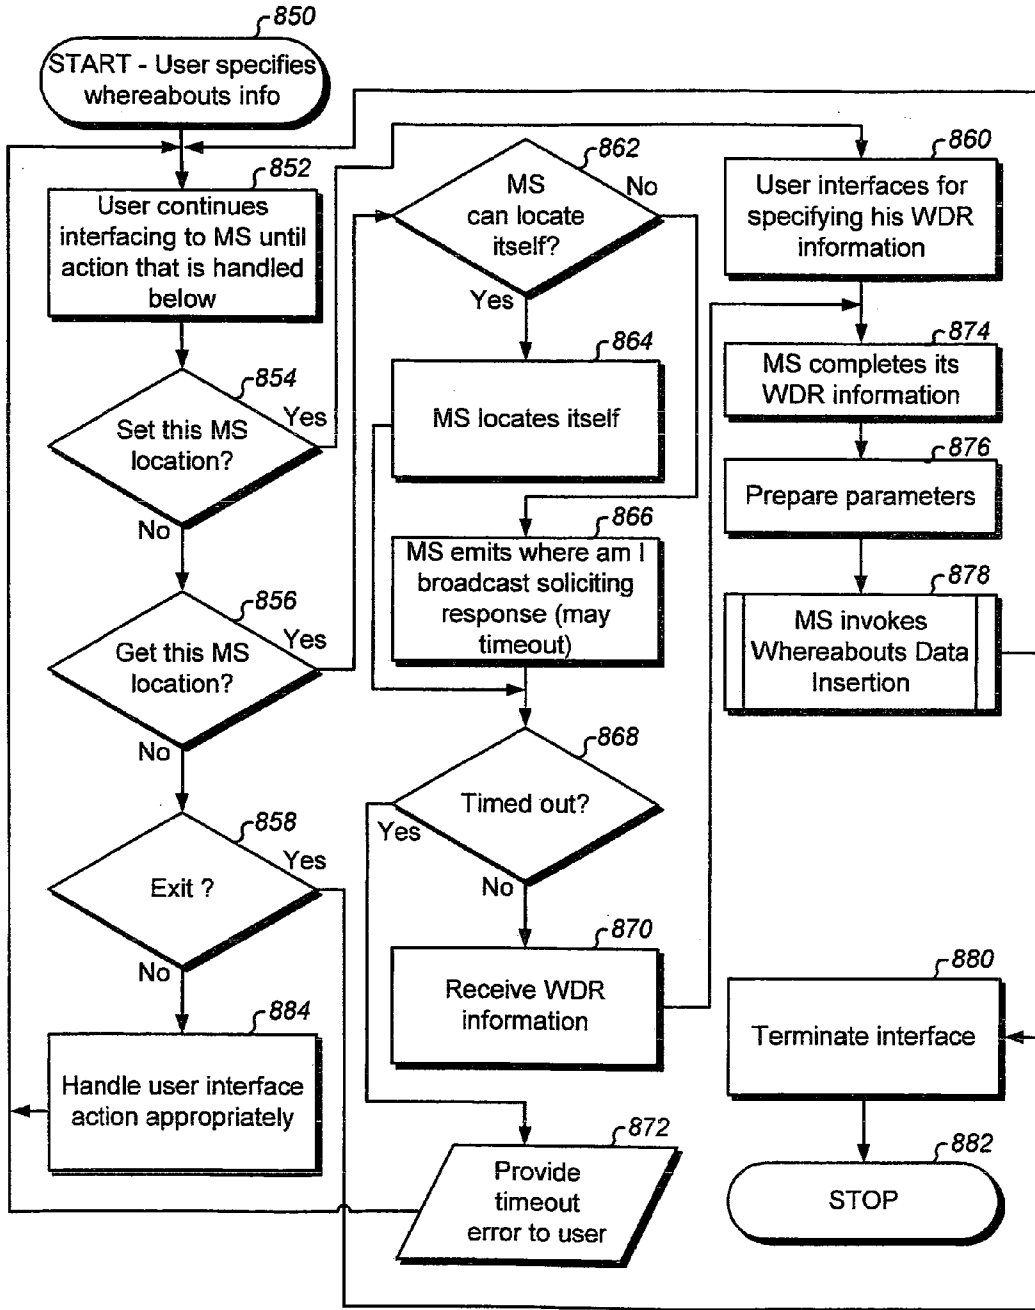 850
START - User specifies
whereabouts info
852
User continues
interfacing to MS until
action that is handled
below
854
Set this MS
location?
Yes
No
856
Get this MS
location?
Yes
No
858
Exit ?
Yes
No
884
Handle user interface
action appropriately
862
MS
can locate
itself?
No
Yes
864
MS locates itself
866
MS emits where am I
broadcast soliciting
response (may
timeout)
868
Timed out?
Yes
No
870
Receive WDR
information
872
Provide
timeout
error to user
860
User interfaces for
specifying his WDR
information
874
MS completes its
WDR information
876
Prepare parameters
878
MS invokes
Whereabouts Data
Insertion
880
Terminate interface
882
STOP